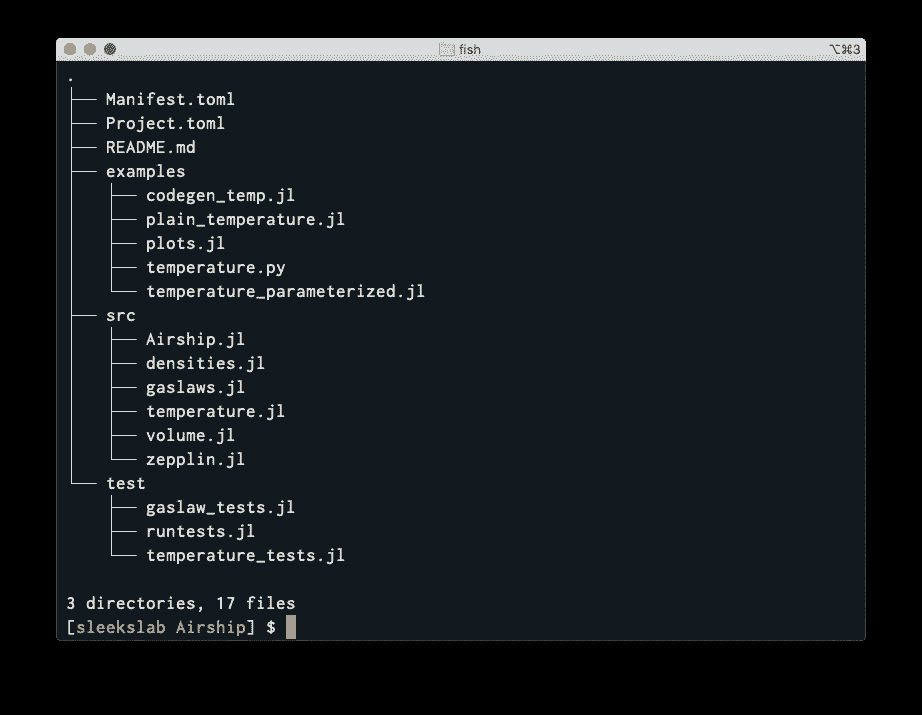 fish
⌥⌘3
.
├── Manifest.toml
├── Project.toml
├── README.md
├── examples
│   ├── codegen_temp.jl
│   ├── plain_temperature.jl
│   ├── plots.jl
│   ├── temperature.py
│   └── temperature_parameterized.jl
├── src
│   ├── Airship.jl
│   ├── densities.jl
│   ├── gaslaws.jl
│   ├── temperature.jl
│   ├── volume.jl
│   └── zepplin.jl
└── test
    ├── gaslaw_tests.jl
    ├── runtests.jl
    └── temperature_tests.jl
3 directories, 17 files
[sleekslab Airship] $